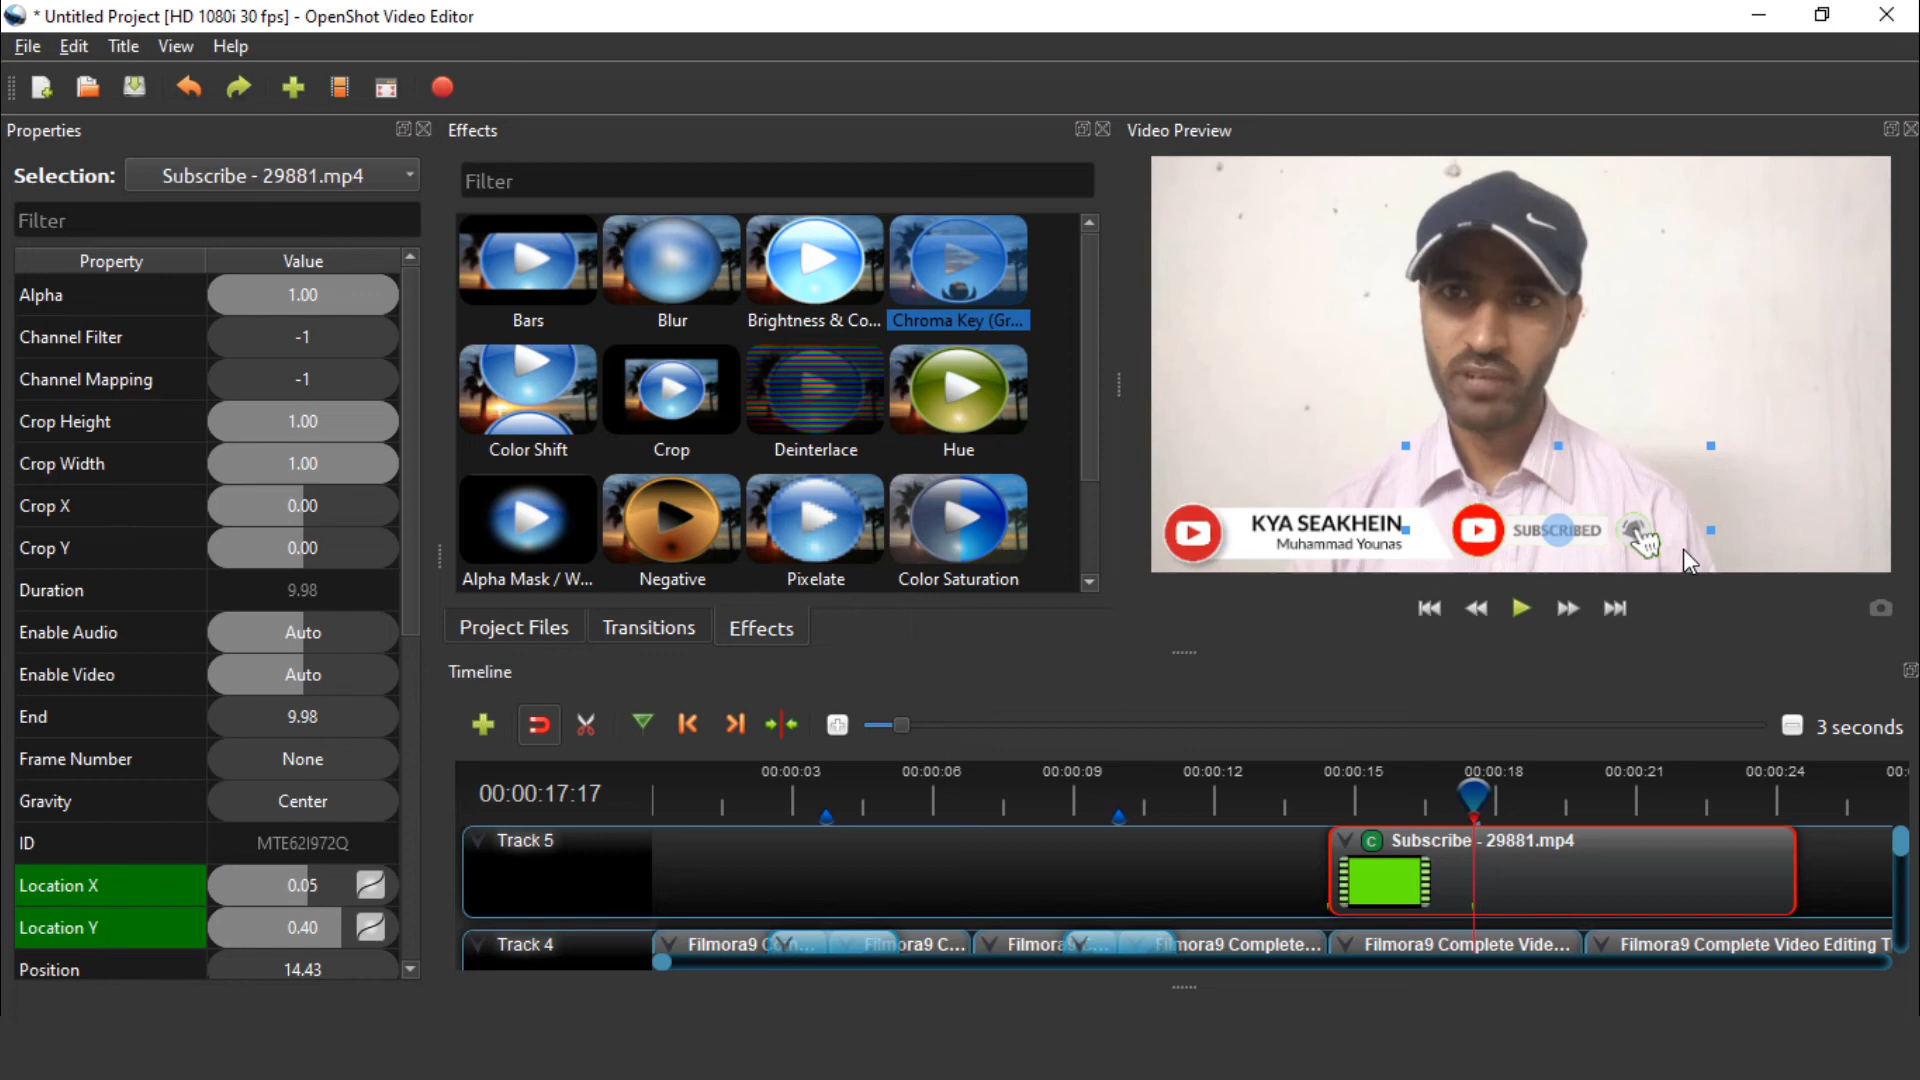 * Untitled Project [HD 1080i 30 fps] - OpenShot Video Editor
File Edit Title View Help
Properties
Selection: Subscribe - 29881.mp4
Filter
Property Value
Alpha 1.00
Channel Filter -1
Channel Mapping -1
Crop Height 1.00
Crop Width 1.00
Crop X 0.00
Crop Y 0.00
Duration 9.98
Enable Audio Auto
Enable Video Auto
End 9.98
Frame Number None
Gravity Center
ID MTE62I972Q
Location X 0.05
Location Y 0.40
Position 14.43
Effects
Filter
Bars Blur Brightness & Co... Chroma Key (Gr...
Color Shift Crop Deinterlace Hue
Alpha Mask / W... Negative Pixelate Color Saturation
Project Files Transitions Effects
Video Preview
KYA SEAKHEIN
Muhammad Younas
SUBSCRIBED
Timeline
3 seconds
00:00:17:17
00:00:03 00:00:06 00:00:09 00:00:12 00:00:15 00:00:18 00:00:21 00:00:24 00:
Track 5
C Subscribe - 29881.mp4
Track 4
Filmora9 C... Filmora9 Complete... Filmora9 Complete Vide... Filmora9 Complete Video Editing T